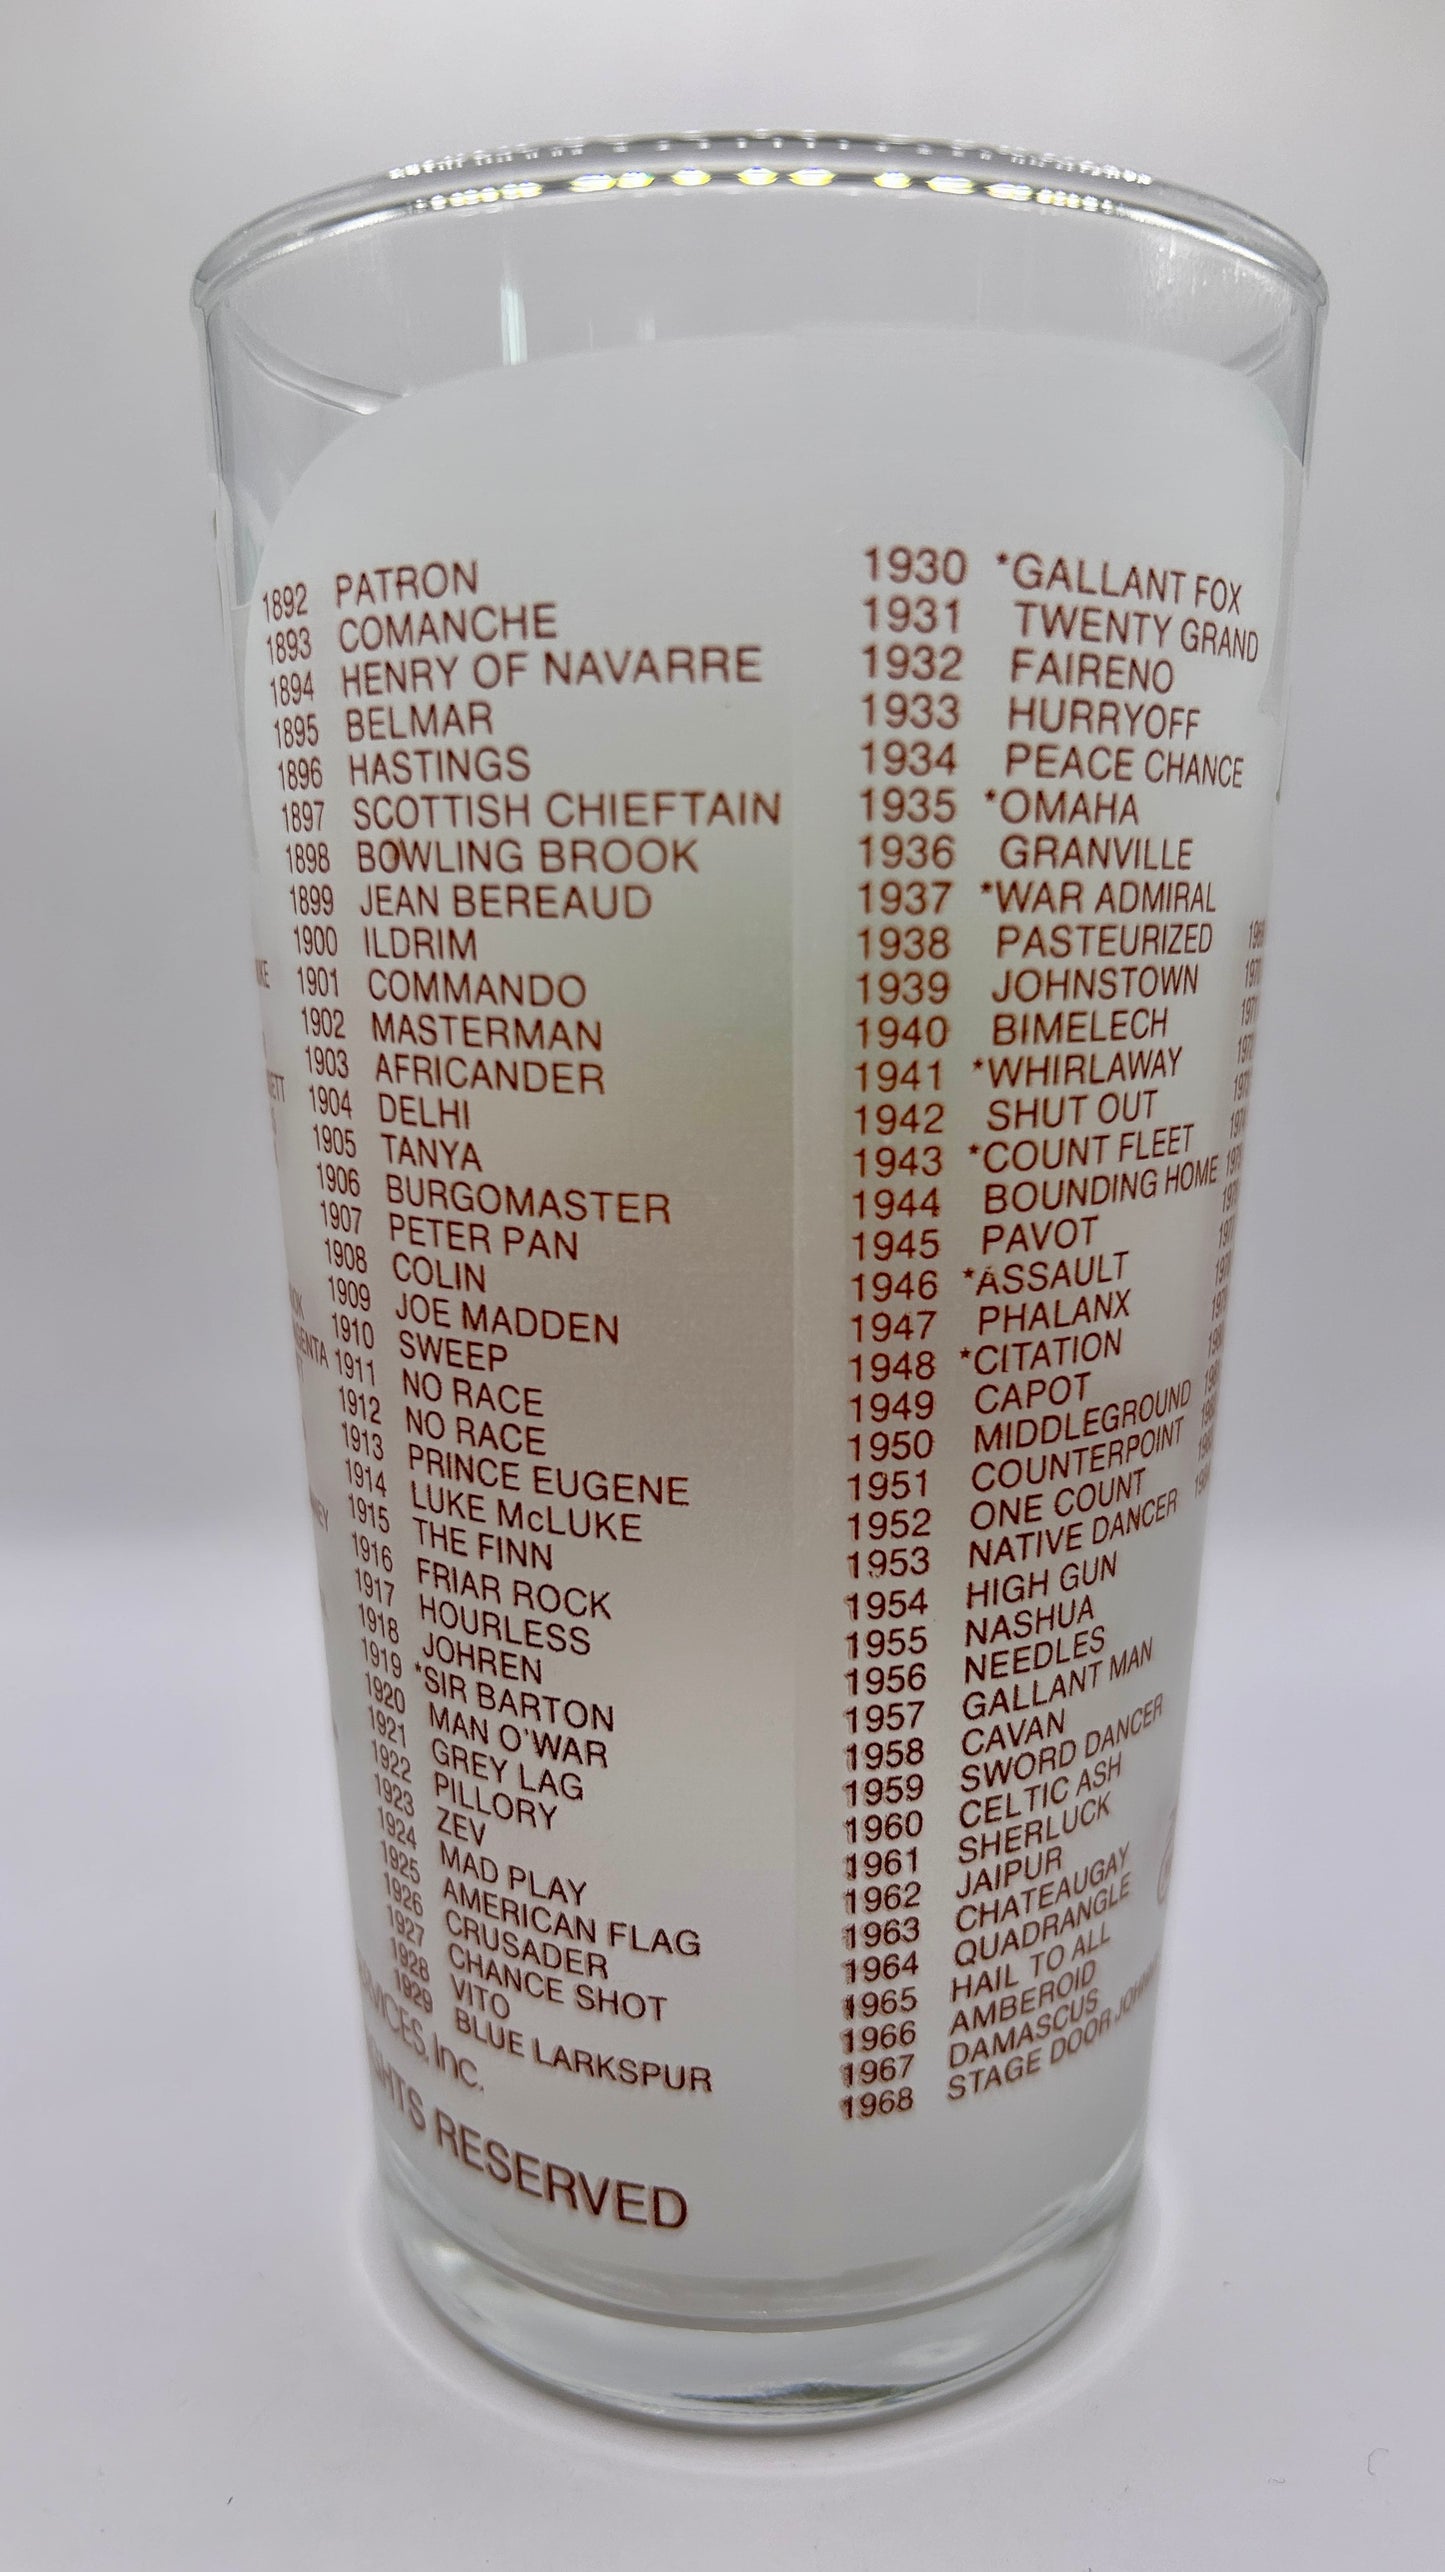 1892 PATRON
1893 COMANCHE
1894 HENRY OF NAVARRE
1895 BELMAR
1896 HASTINGS
1897 SCOTTISH CHIEFTAIN
1898 BOWLING BROOK
1899 JEAN BEREAUD
1900 ILDRIM
1901 COMMANDO
1902 MASTERMAN
1903 AFRICANDER
1904 DELHI
1905 TANYA
1906 BURGOMASTER
1907 PETER PAN
1908 COLIN
1909 JOE MADDEN
1910 SWEEP
1911 NO RACE
1912 NO RACE
1913 PRINCE EUGENE
1914 LUKE McLUKE
1915 THE FINN
1916 FRIAR ROCK
1917 HOURLESS
1918 JOHREN
1919 *SIR BARTON
1920 MAN O'WAR
1921 GREY LAG
1922 PILLORY
1923 ZEV
1924 MAD PLAY
1925 AMERICAN FLAG
1926 CRUSADER
1927 CHANCE SHOT
1928 VITO
1929 BLUE LARKSPUR
Inc.
RESERVED
1930 *GALLANT FOX
1931 TWENTY GRAND
1932 FAIRENO
1933 HURRYOFF
1934 PEACE CHANCE
1935 *OMAHA
1936 GRANVILLE
1937 *WAR ADMIRAL
1938 PASTEURIZED
1939 JOHNSTOWN
1940 BIMELECH
1941 *WHIRLAWAY
1942 SHUT OUT
1943 *COUNT FLEET
1944 BOUNDING HOME
1945 PAVOT
1946 *ASSAULT
1947 PHALANX
1948 *CITATION
1949 CAPOT
1950 MIDDLEGROUND
1951 COUNTERPOINT
1952 ONE COUNT
1953 NATIVE DANCER
1954 HIGH GUN
1955 NASHUA
1956 NEEDLES
1957 GALLANT MAN
1958 CAVAN
1959 SWORD DANCER
1960 CELTIC ASH
1961 SHERLUCK
1962 JAIPUR
1963 CHATEAUGAY
1964 QUADRANGLE
1965 HAIL TO ALL
1966 AMBEROID
1967 DAMASCUS
1968 STAGE DOOR